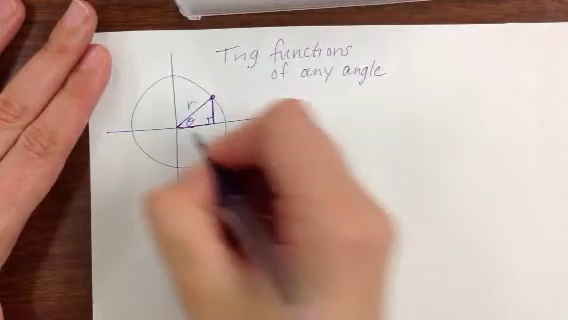 Trig functions
of any angle
r
θ